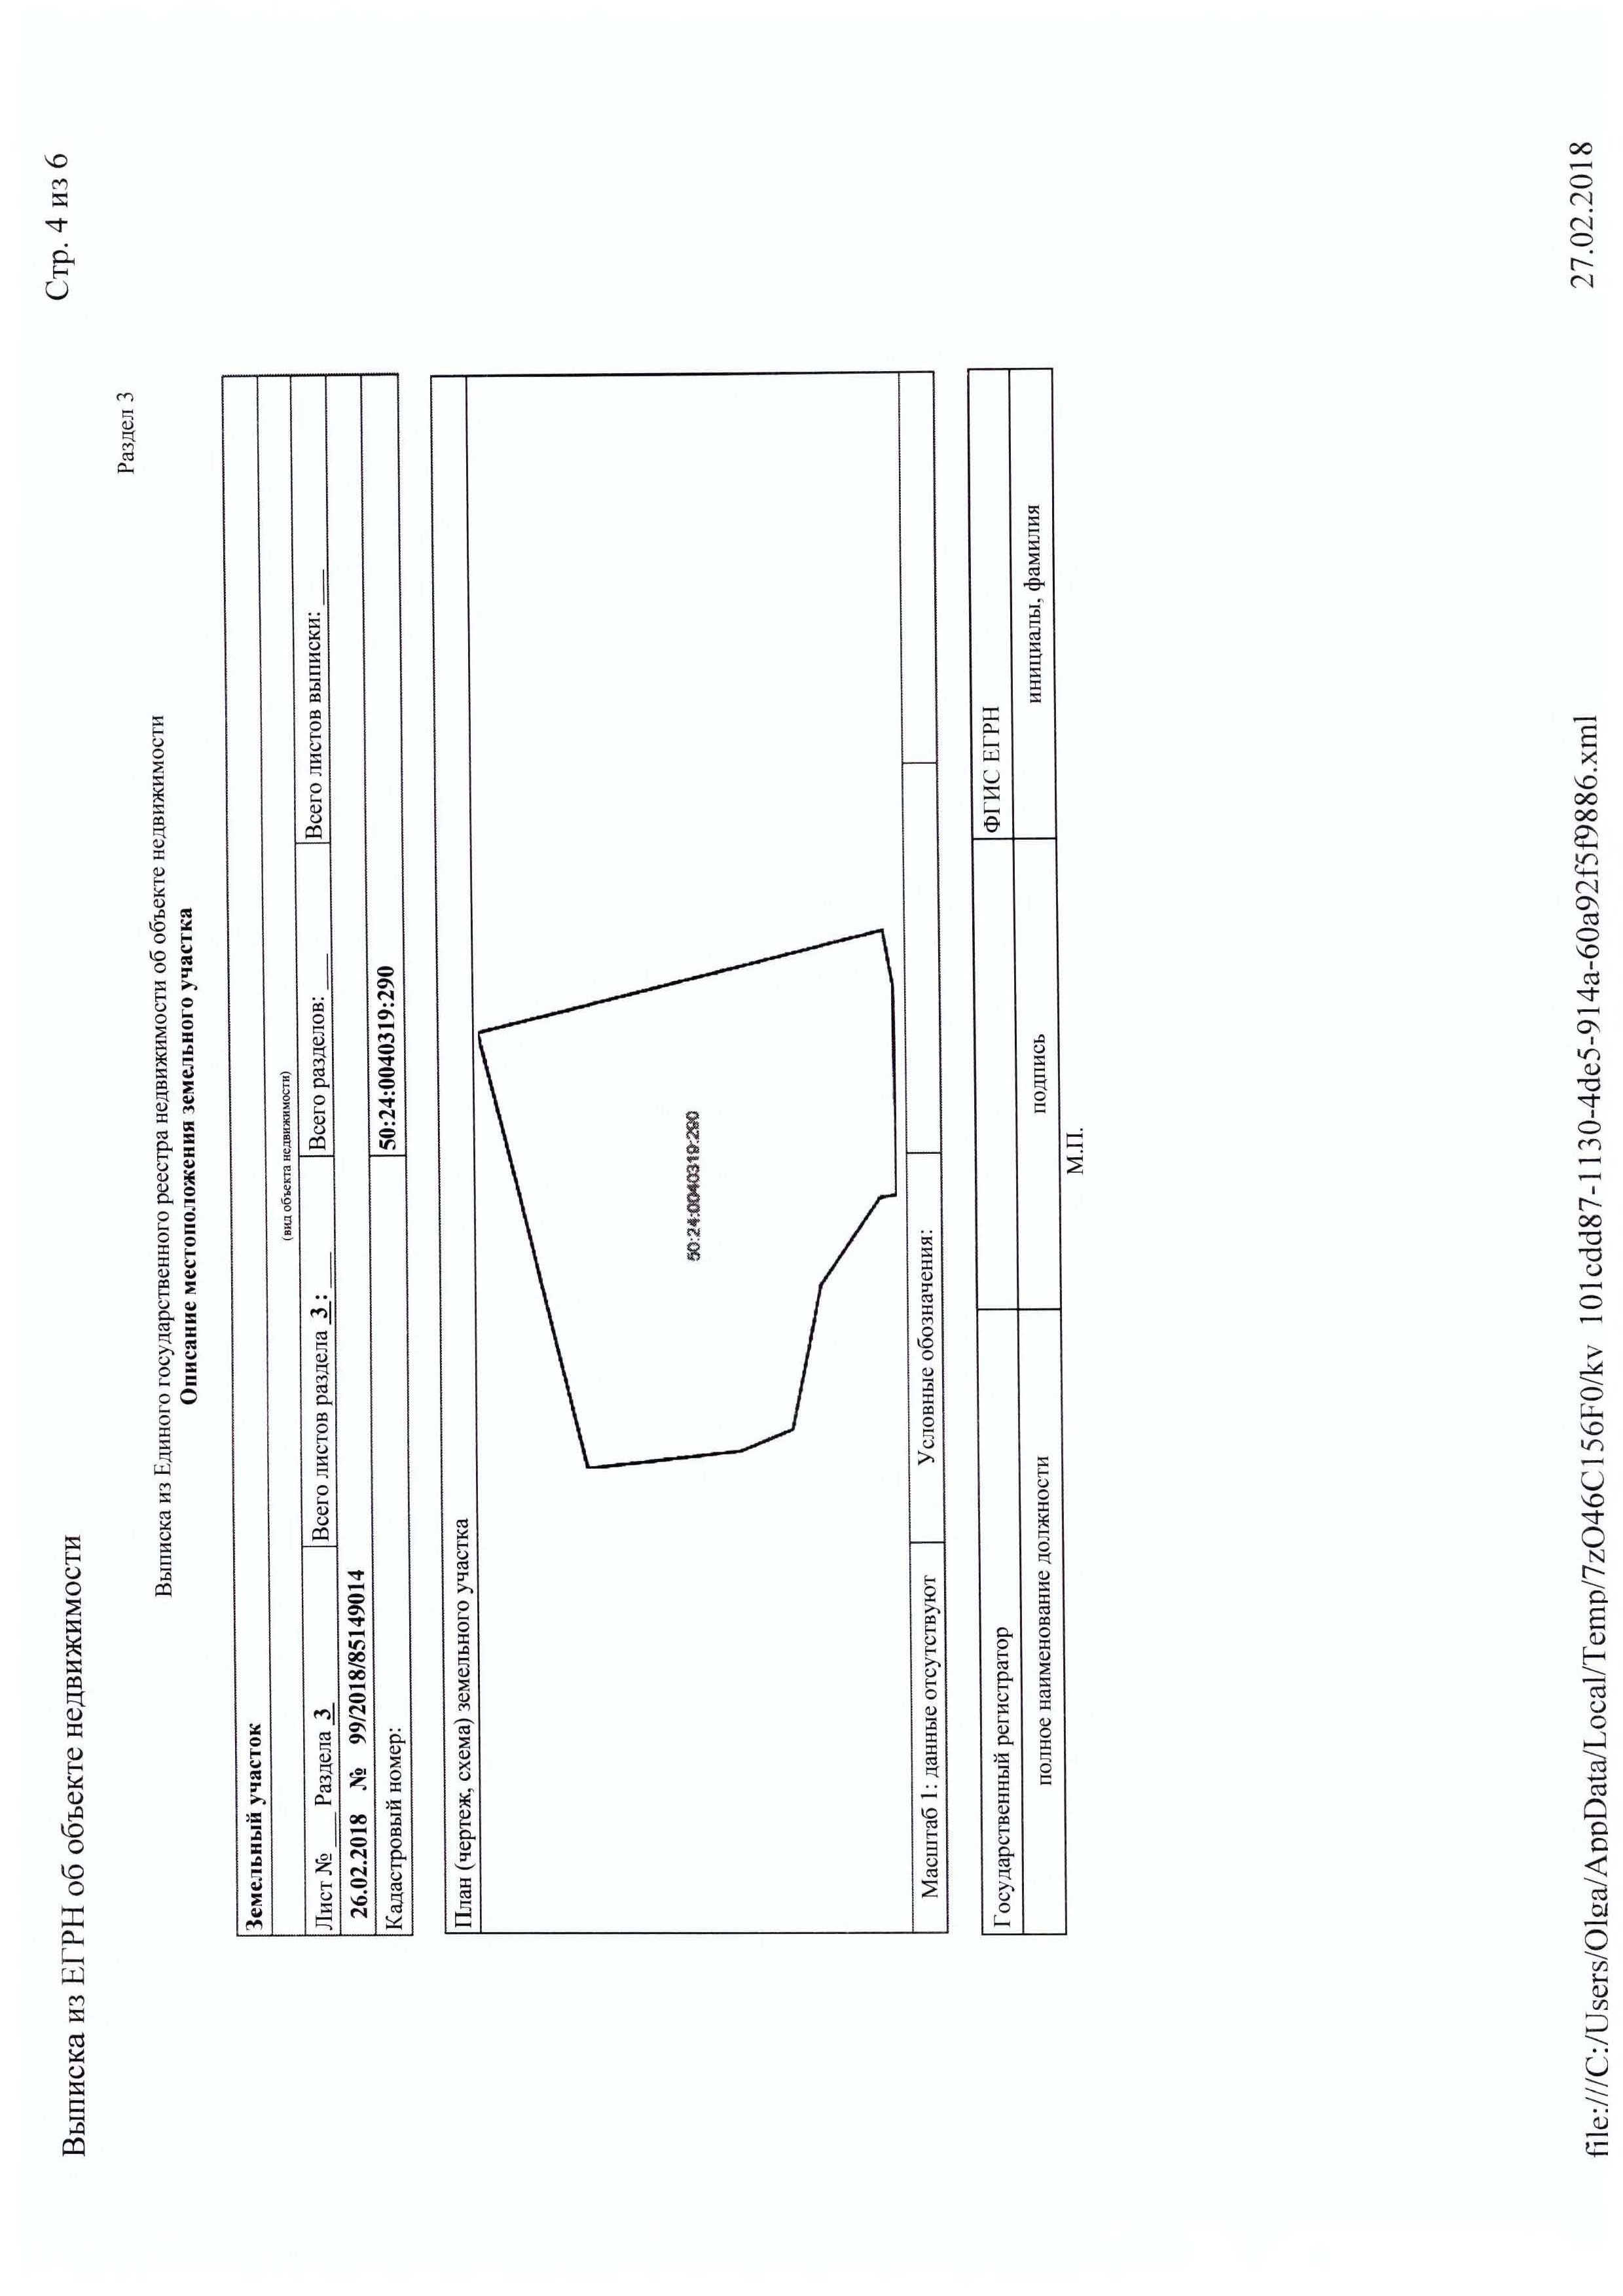 Выписка из ЕГРН об объекте недвижимости Стр. 4 из 6
Раздел 3
Выписка из Единого государственного реестра недвижимости об объекте недвижимости
Описание местоположения земельного участка
Земельный участок
(вид объекта недвижимости)
Лист № ___ Раздела 3 Всего листов раздела 3 : ___ Всего разделов: ___ Всего листов выписки: ___
26.02.2018 № 99/2018/85149014
Кадастровый номер: 50:24:0040319:290
План (чертеж, схема) земельного участка
50:24:0040319:290
Масштаб 1: данные отсутствуют Условные обозначения:
Государственный регистратор ФГИС ЕГРН
полное наименование должности подпись инициалы, фамилия
М.П.
file:///C:/Users/Olga/AppData/Local/Temp/7zO46C156F0/kv_101cdd87-1130-4de5-914a-60a92f5f9886.xml 27.02.2018